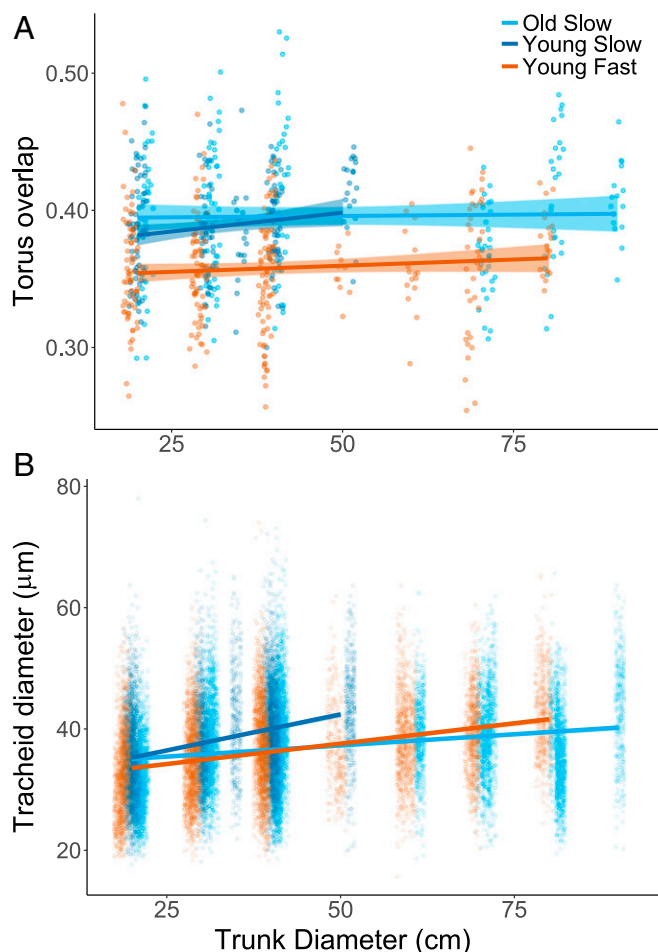 A
Old Slow
Young Slow
Young Fast
Torus overlap
0.50
0.40
0.30
25
50
75
B
Tracheid diameter (μm)
80
60
40
20
25
50
75
Trunk Diameter (cm)